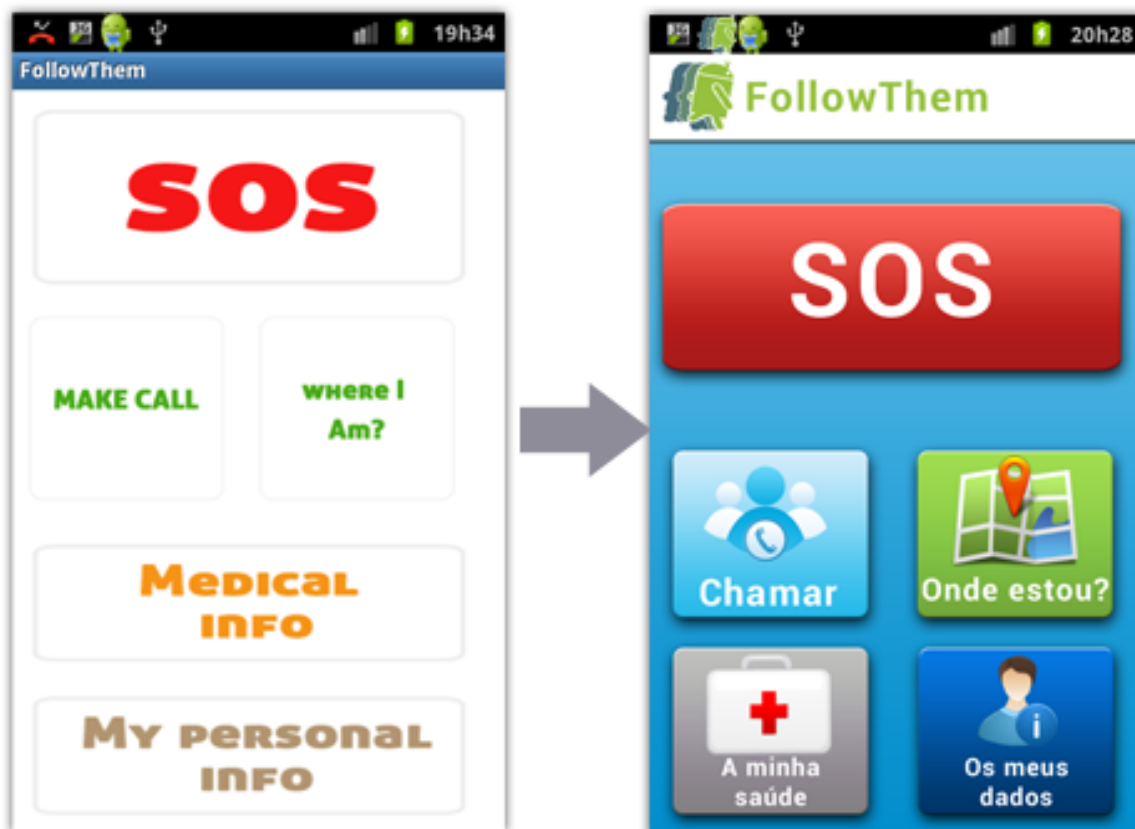 19h34
FollowThem
SOS
MAKE CALL
WHERE I
Am?
MEDICAL
INFO
MY PERSONAL
INFO
20h28
FollowThem
SOS
Chamar
Onde estou?
A minha
saúde
Os meus
dados